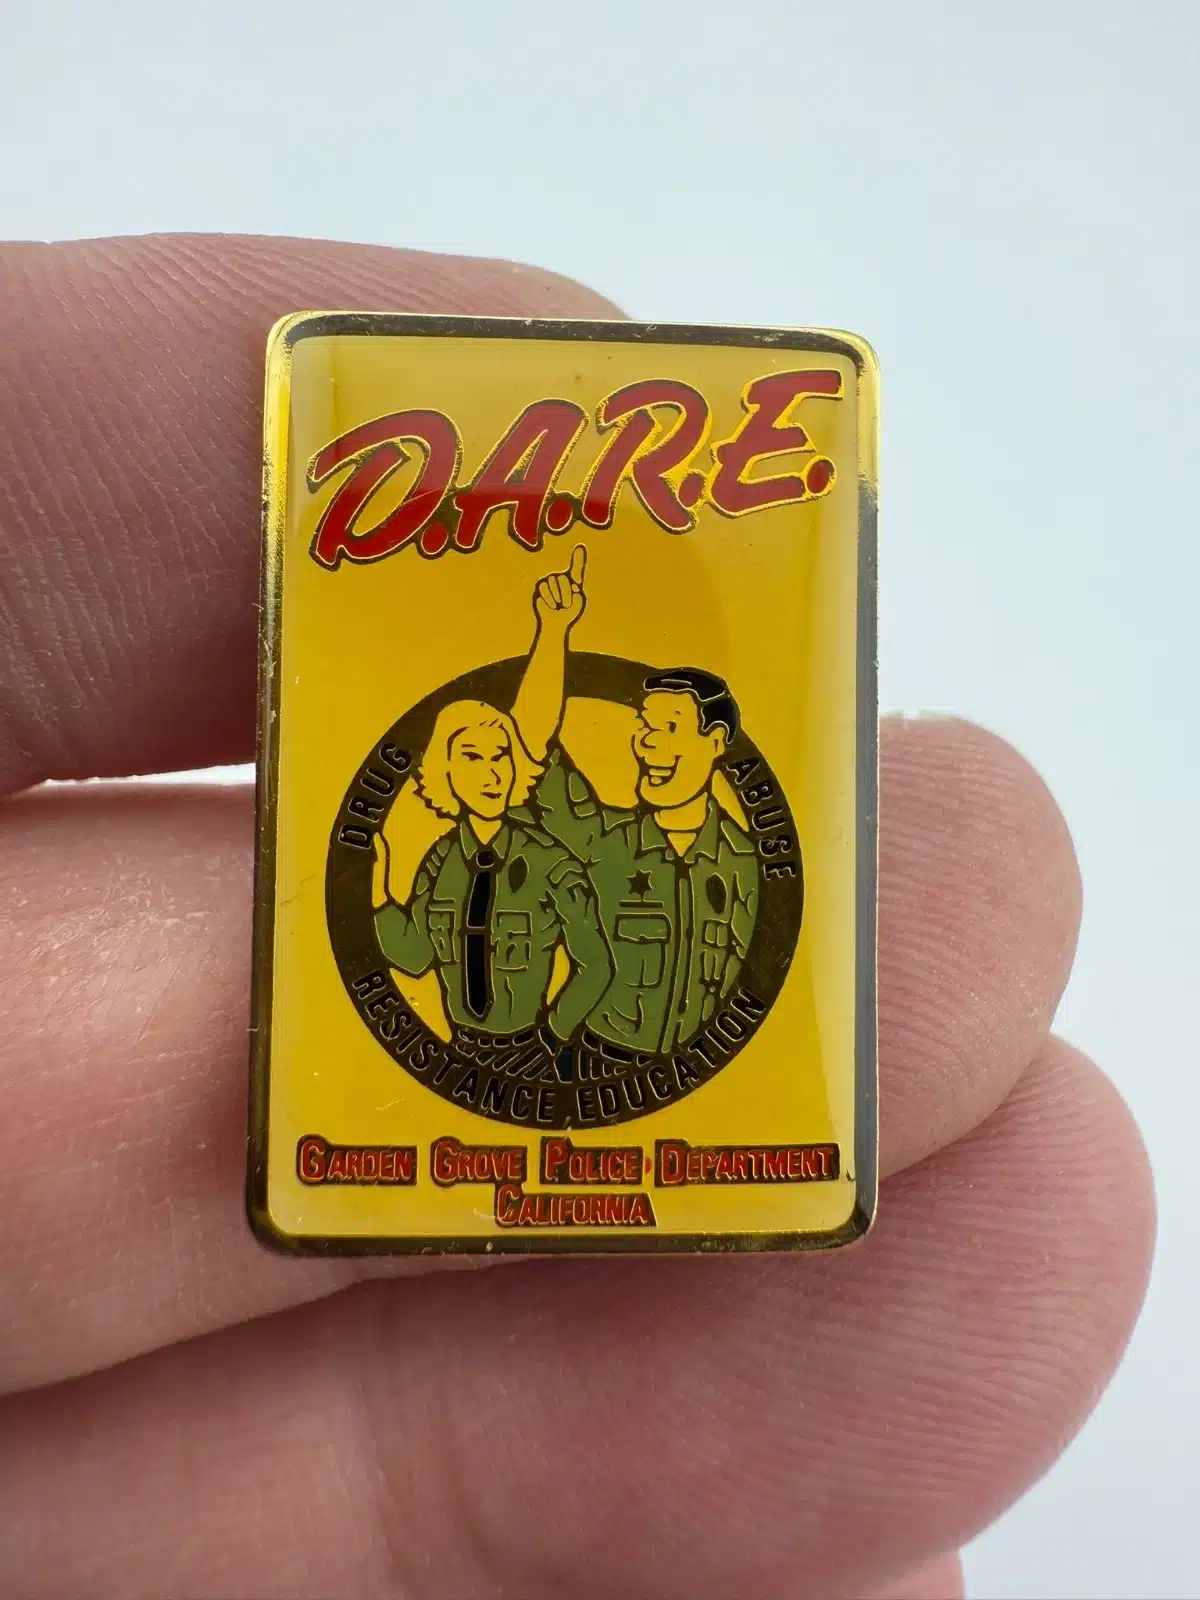 D.A.R.E.
DRUG ABUSE
RESISTANCE EDUCATION
GARDEN GROVE POLICE DEPARTMENT
CALIFORNIA